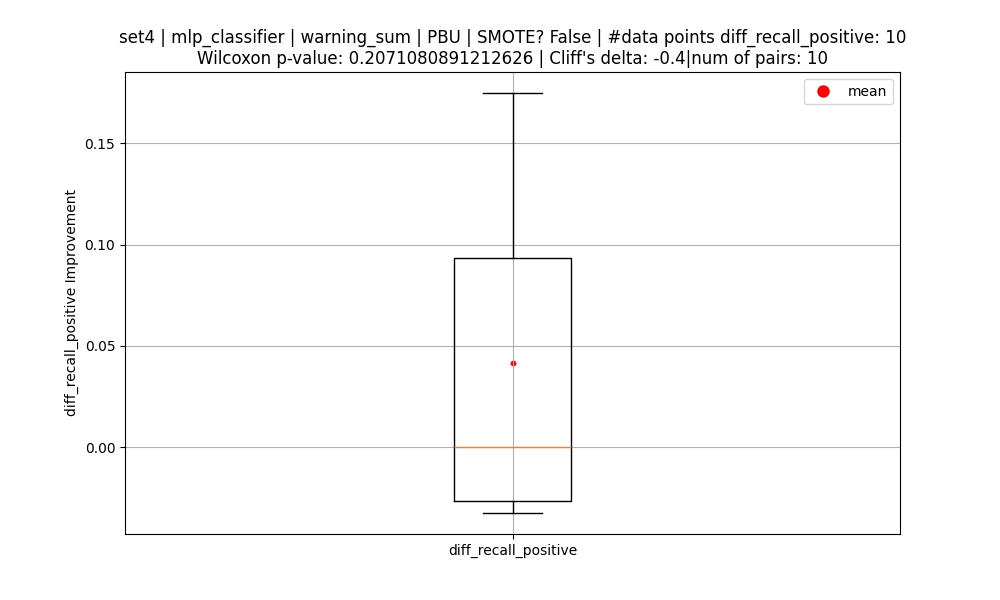 set4 | mlp_classifier | warning_sum | PBU | SMOTE? False | #data points diff_recall_positive: 10
Wilcoxon p-value: 0.2071080891212626 | Cliff's delta: -0.4|num of pairs: 10
mean
0.15
0.10
0.05
0.00
diff_recall_positive Improvement
diff_recall_positive